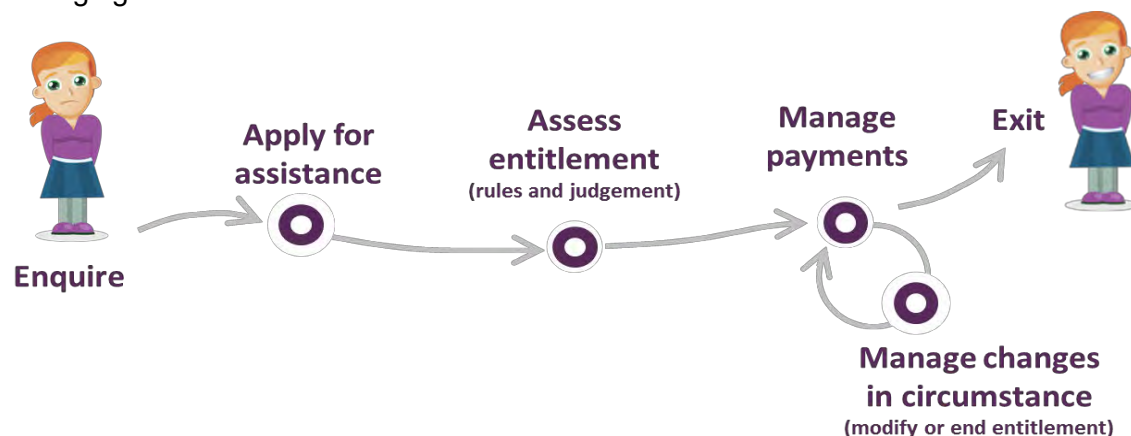 Enquire
Apply for
assistance
Assess
entitlement
(rules and judgement)
Manage
payments
Exit
Manage changes
in circumstance
(modify or end entitlement)